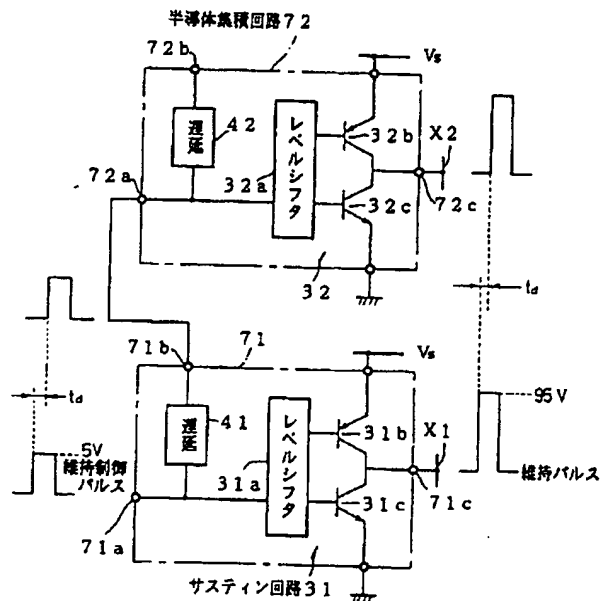 半導体集積回路72
72b
Vs
遅延
42
レベルシフタ
32a
32b
X2
72a
32c
72c
32
td
71b
71
Vs
td
遅延
41
レベルシフタ
31a
31b
X1
95V
5V
維持制御
パルス
31c
71c
維持パルス
71a
サスティン回路31